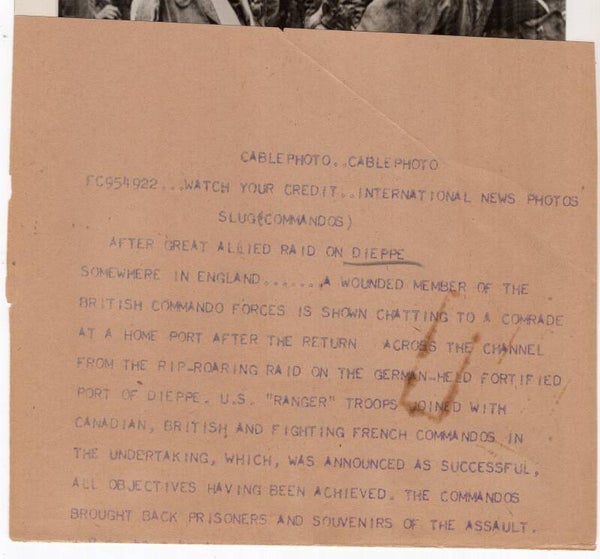 CABLEPHOTO..CABLEPHOTO
FC954922...WATCH YOUR CREDIT..INTERNATIONAL NEWS PHOTOS
SLUG(COMMANDOS)
AFTER GREAT ALLIED RAID ON DIEPPE
SOMEWHERE IN ENGLAND.......A WOUNDED MEMBER OF THE
BRITISH COMMANDO FORCES IS SHOWN CHATTING TO A COMRADE
AT A HOME PORT AFTER THE RETURN ACROSS THE CHANNEL
FROM THE RIP-ROARING RAID ON THE GERMAN-HELD FORTIFIED
PORT OF DIEPPE. U.S. "RANGER" TROOPS JOINED WITH
CANADIAN, BRITISH AND FIGHTING FRENCH COMMANDOS IN
THE UNDERTAKING, WHICH, WAS ANNOUNCED AS SUCCESSFUL,
ALL OBJECTIVES HAVING BEEN ACHIEVED. THE COMMANDOS
BROUGHT BACK PRISONERS AND SOUVENIRS OF THE ASSAULT.